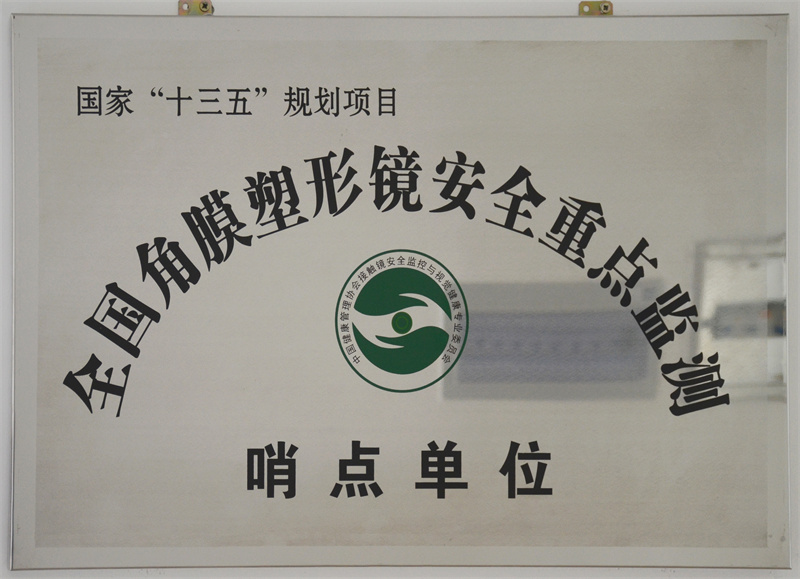 国家“十三五”规划项目
全国角膜塑形镜安全重点监测
中国健康管理协会接触镜安全监控与视觉健康专业委员会
哨点单位